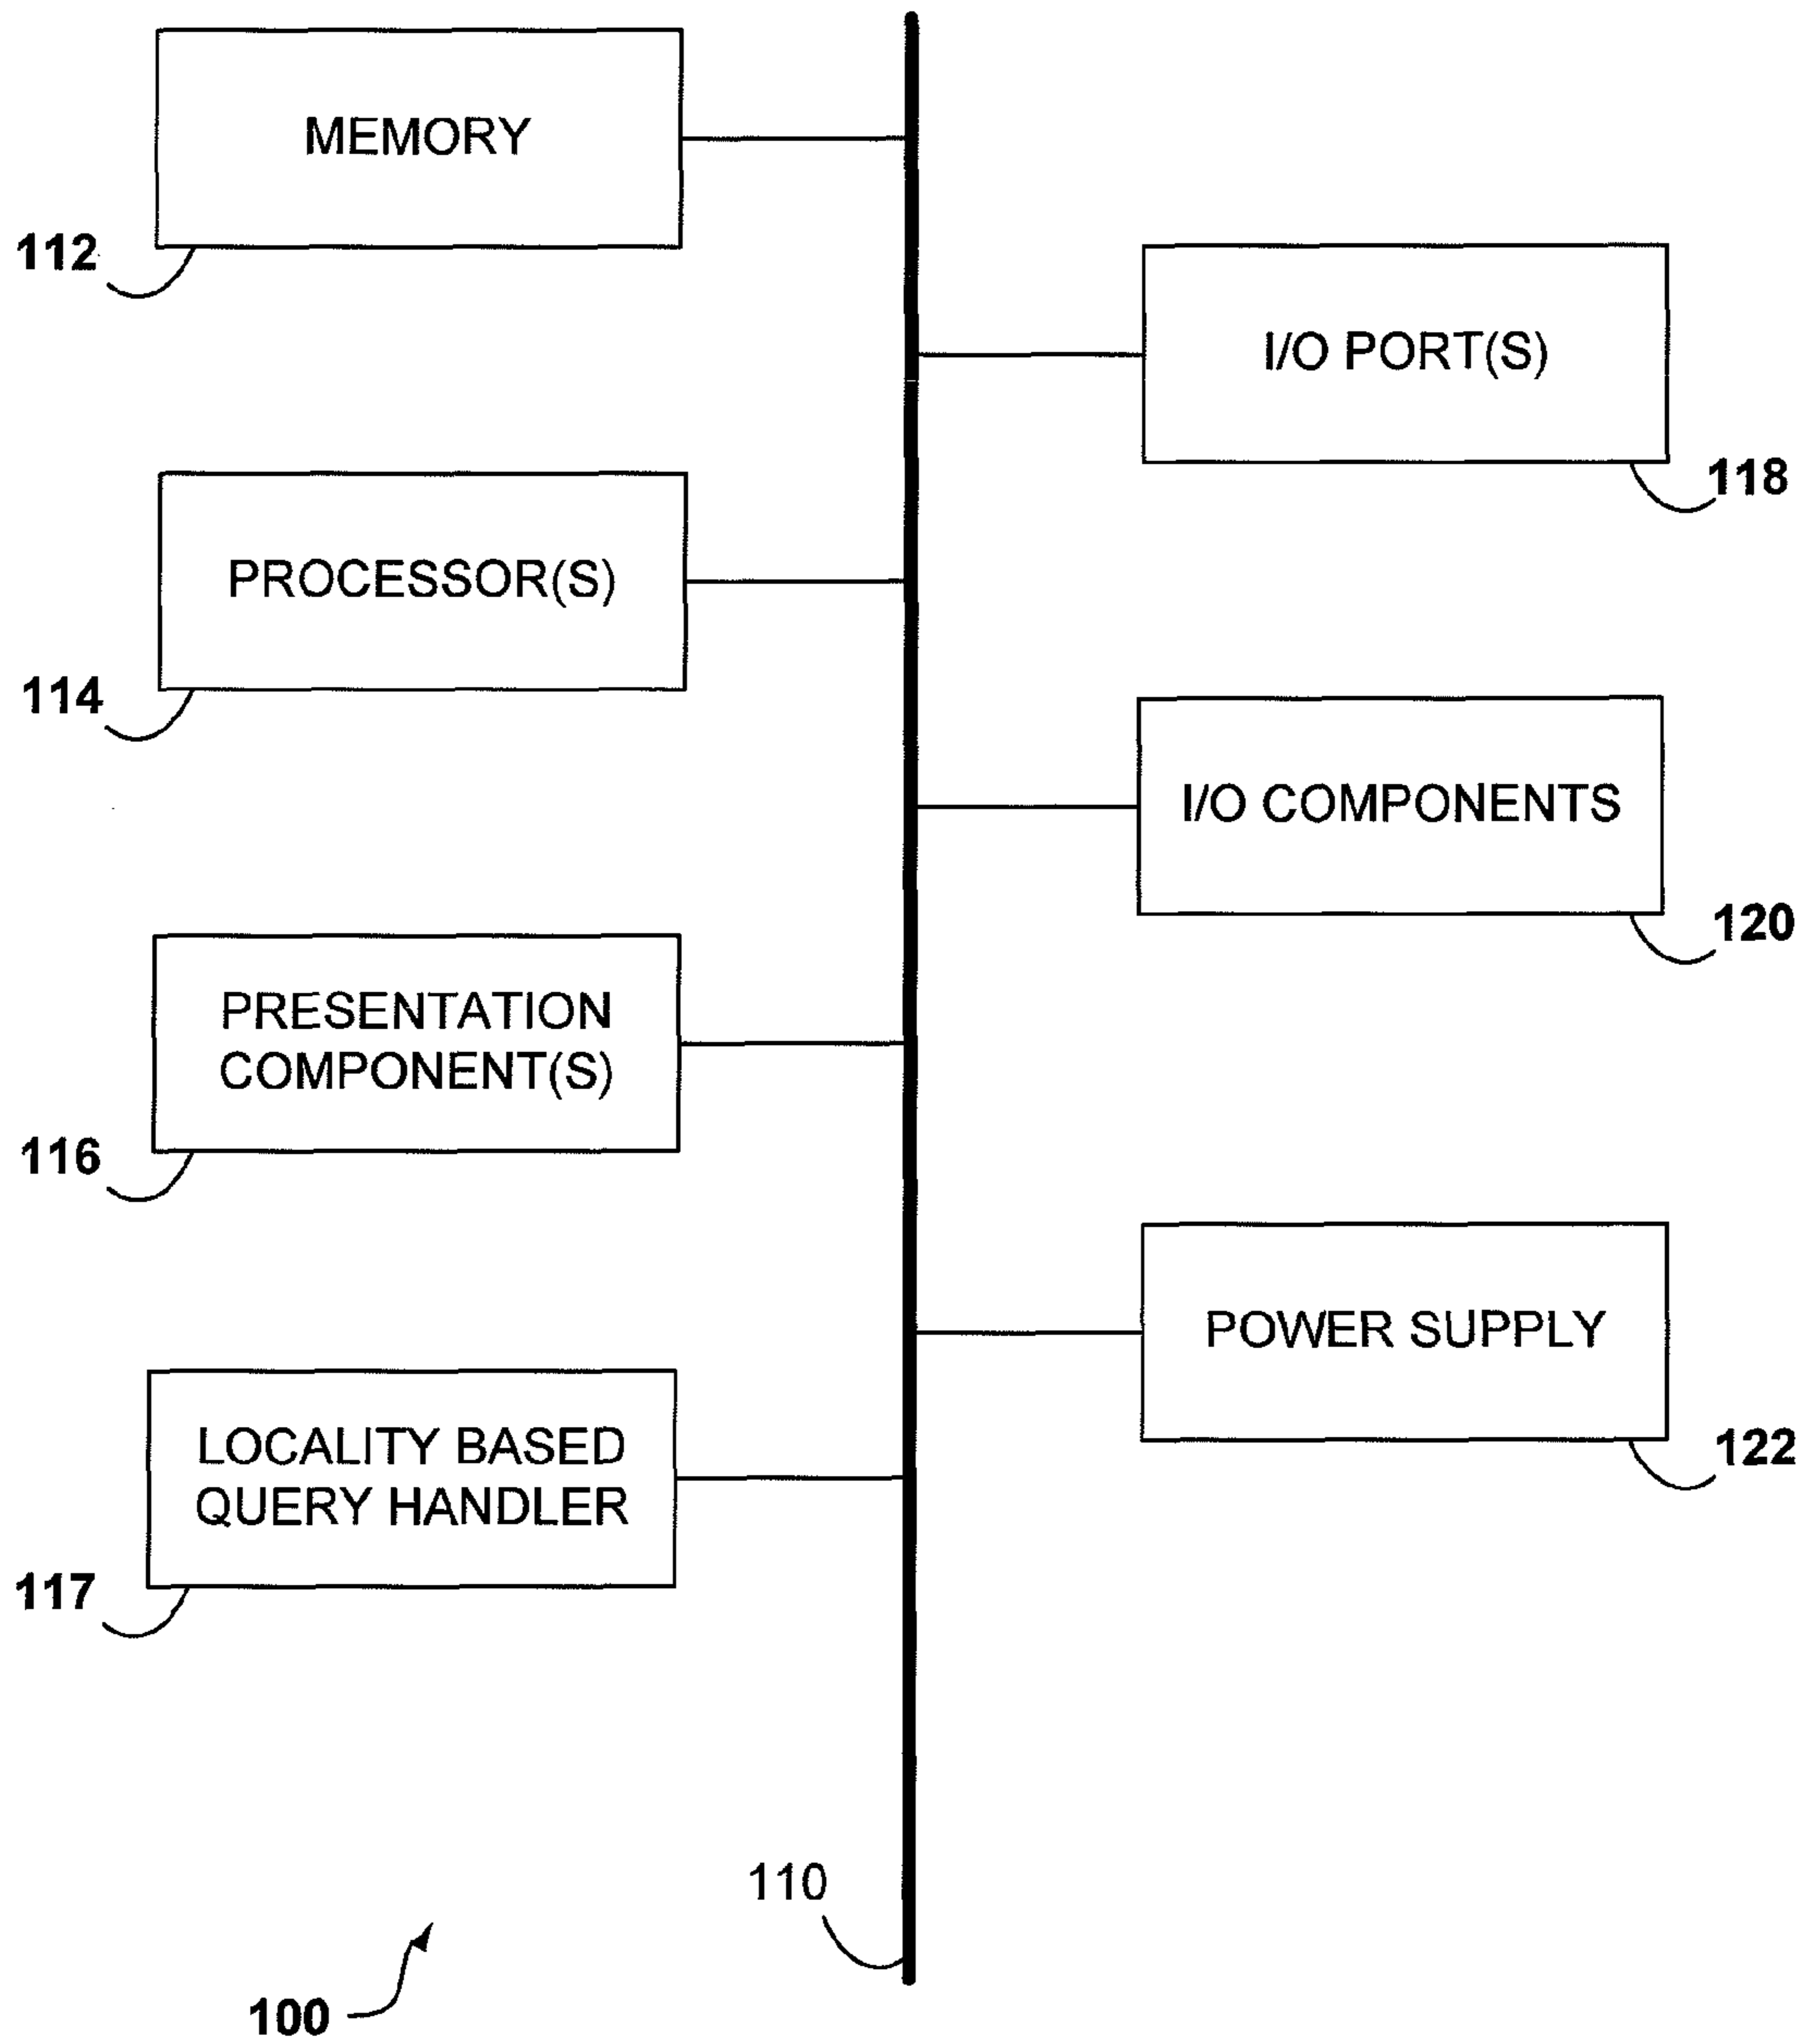 MEMORY
112
I/O PORT(S)
118
PROCESSOR(S)
114
I/O COMPONENTS
120
PRESENTATION
COMPONENT(S)
116
POWER SUPPLY
122
LOCALITY BASED
QUERY HANDLER
117
110
100